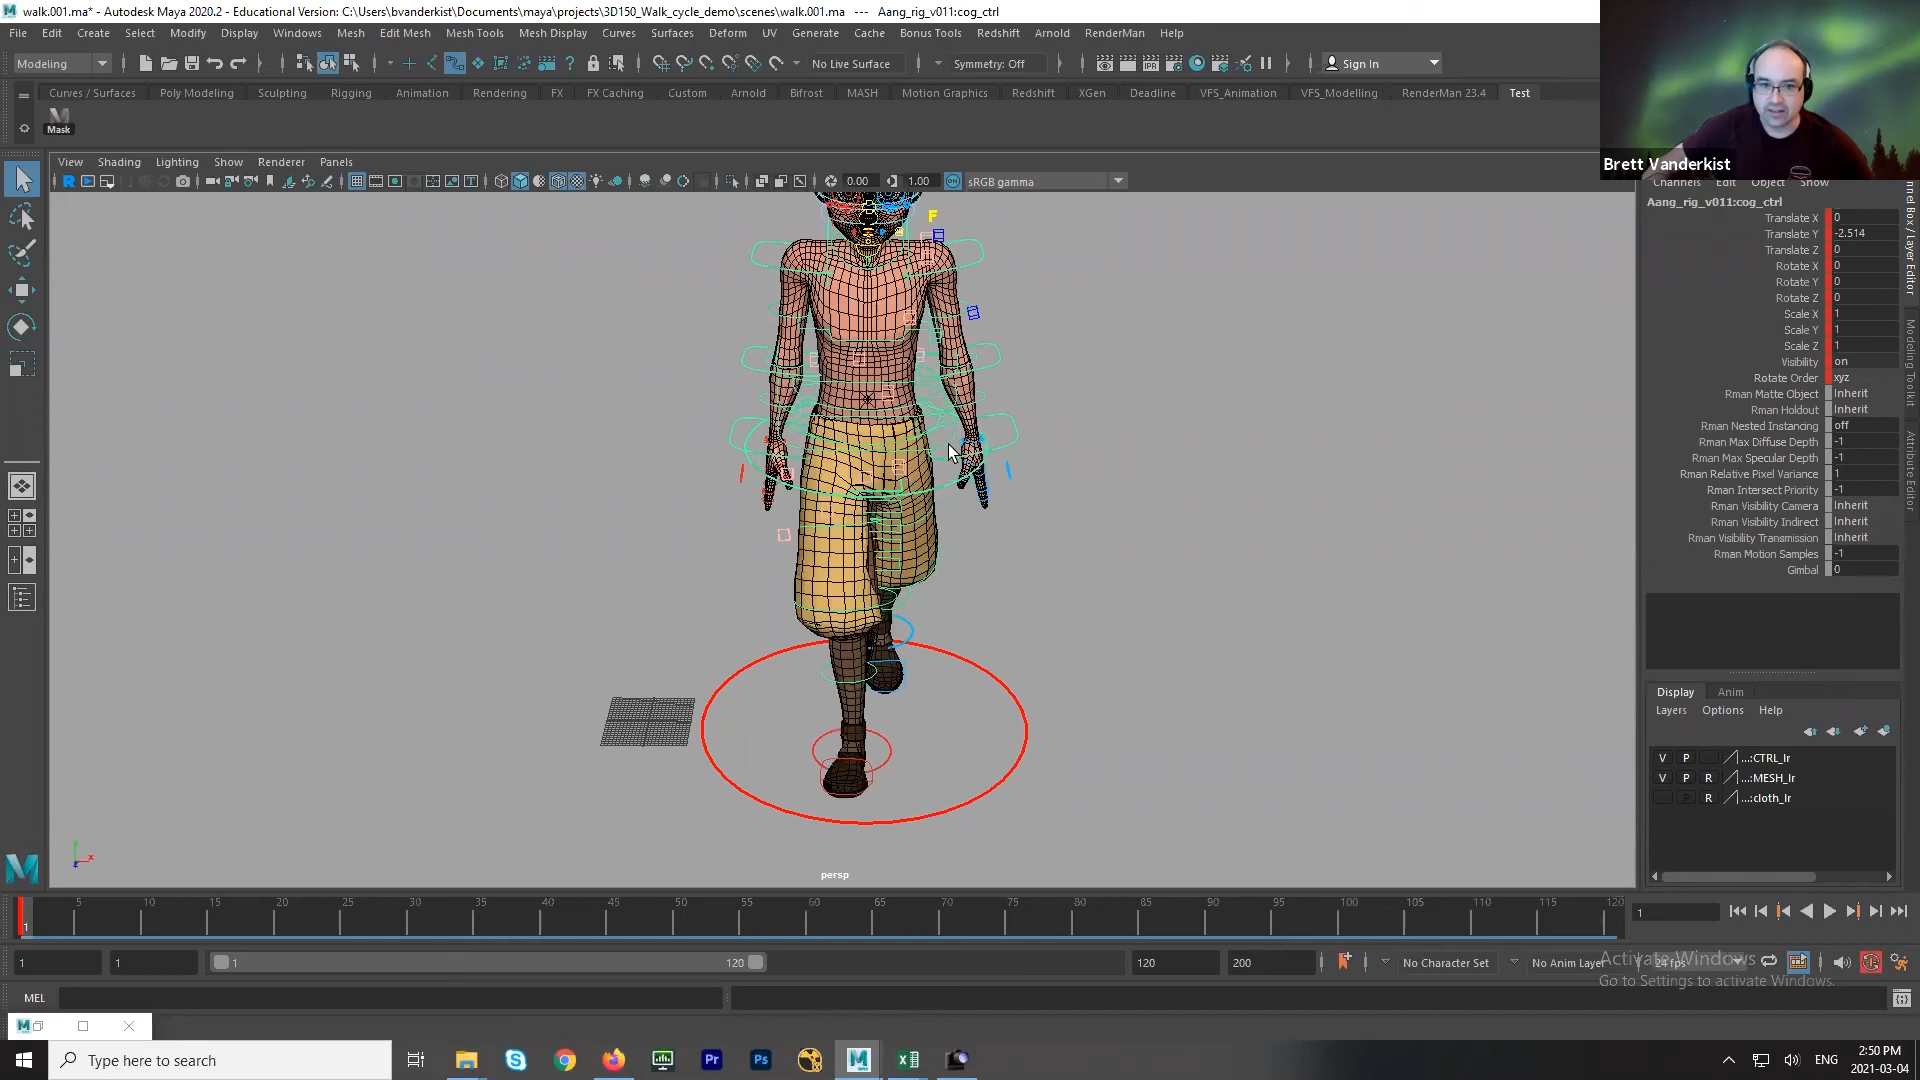 walk.001.ma* - Autodesk Maya 2020.2 - Educational Version: C:\Users\bvanderkist\Documents\maya\projects\3D150_Walk_cycle_demo\scenes\walk.001.ma --- Aang_rig_v011:cog_ctrl
File Edit Create Select Modify Display Windows Mesh Edit Mesh Mesh Tools Mesh Display Curves Surfaces Deform UV Generate Cache Bonus Tools Redshift Arnold RenderMan Help
Modeling No Live Surface Symmetry: Off Sign In
Curves / Surfaces Poly Modeling Sculpting Rigging Animation Rendering FX FX Caching Custom Arnold Bifrost MASH Motion Graphics Redshift XGen Deadline VFS_Animation VFS_Modelling RenderMan 23.4 Test
Mask
Brett Vanderkist
View Shading Lighting Show Renderer Panels
0.00 1.00 sRGB gamma
Channels Edit Object Show
Aang_rig_v011:cog_ctrl
Translate X 0
Translate Y -2.514
Translate Z 0
Rotate X 0
Rotate Y 0
Rotate Z 0
Scale X 1
Scale Y 1
Scale Z 1
Visibility on
Rotate Order xyz
Rman Matte Object Inherit
Rman Holdout Inherit
Rman Nested Instancing off
Rman Max Diffuse Depth -1
Rman Max Specular Depth -1
Rman Relative Pixel Variance 1
Rman Intersect Priority -1
Rman Visibility Camera Inherit
Rman Visibility Indirect Inherit
Rman Visibility Transmission Inherit
Rman Motion Samples -1
Gimbal 0
nnel Box / Layer Editor
Modeling Toolkit
Attribute Editor
F
Display Anim
Layers Options Help
V P ...:CTRL_lr
V P R ...:MESH_lr
P R ...:cloth_lr
x
persp
5 10 15 20 25 30 35 40 45 50 55 60 65 70 75 80 85 90 95 100 105 110 115 120
1
1
1 1 1 120 120 200 No Character Set No Anim Layer 24 fps
Activate Windows
Go to Settings to activate Windows.
MEL
Type here to search
Pr Ps M
ENG
2:50 PM
2021-03-04